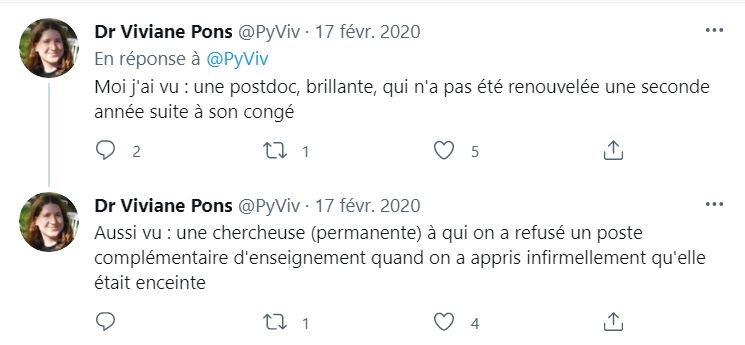 Dr Viviane Pons @PyViv · 17 févr. 2020
En réponse à @PyViv
Moi j'ai vu : une postdoc, brillante, qui n'a pas été renouvelée une seconde
année suite à son congé
2 1 5
Dr Viviane Pons @PyViv · 17 févr. 2020
Aussi vu : une chercheuse (permanente) à qui on a refusé un poste
complémentaire d'enseignement quand on a appris infirmellement qu'elle
était enceinte
1 4